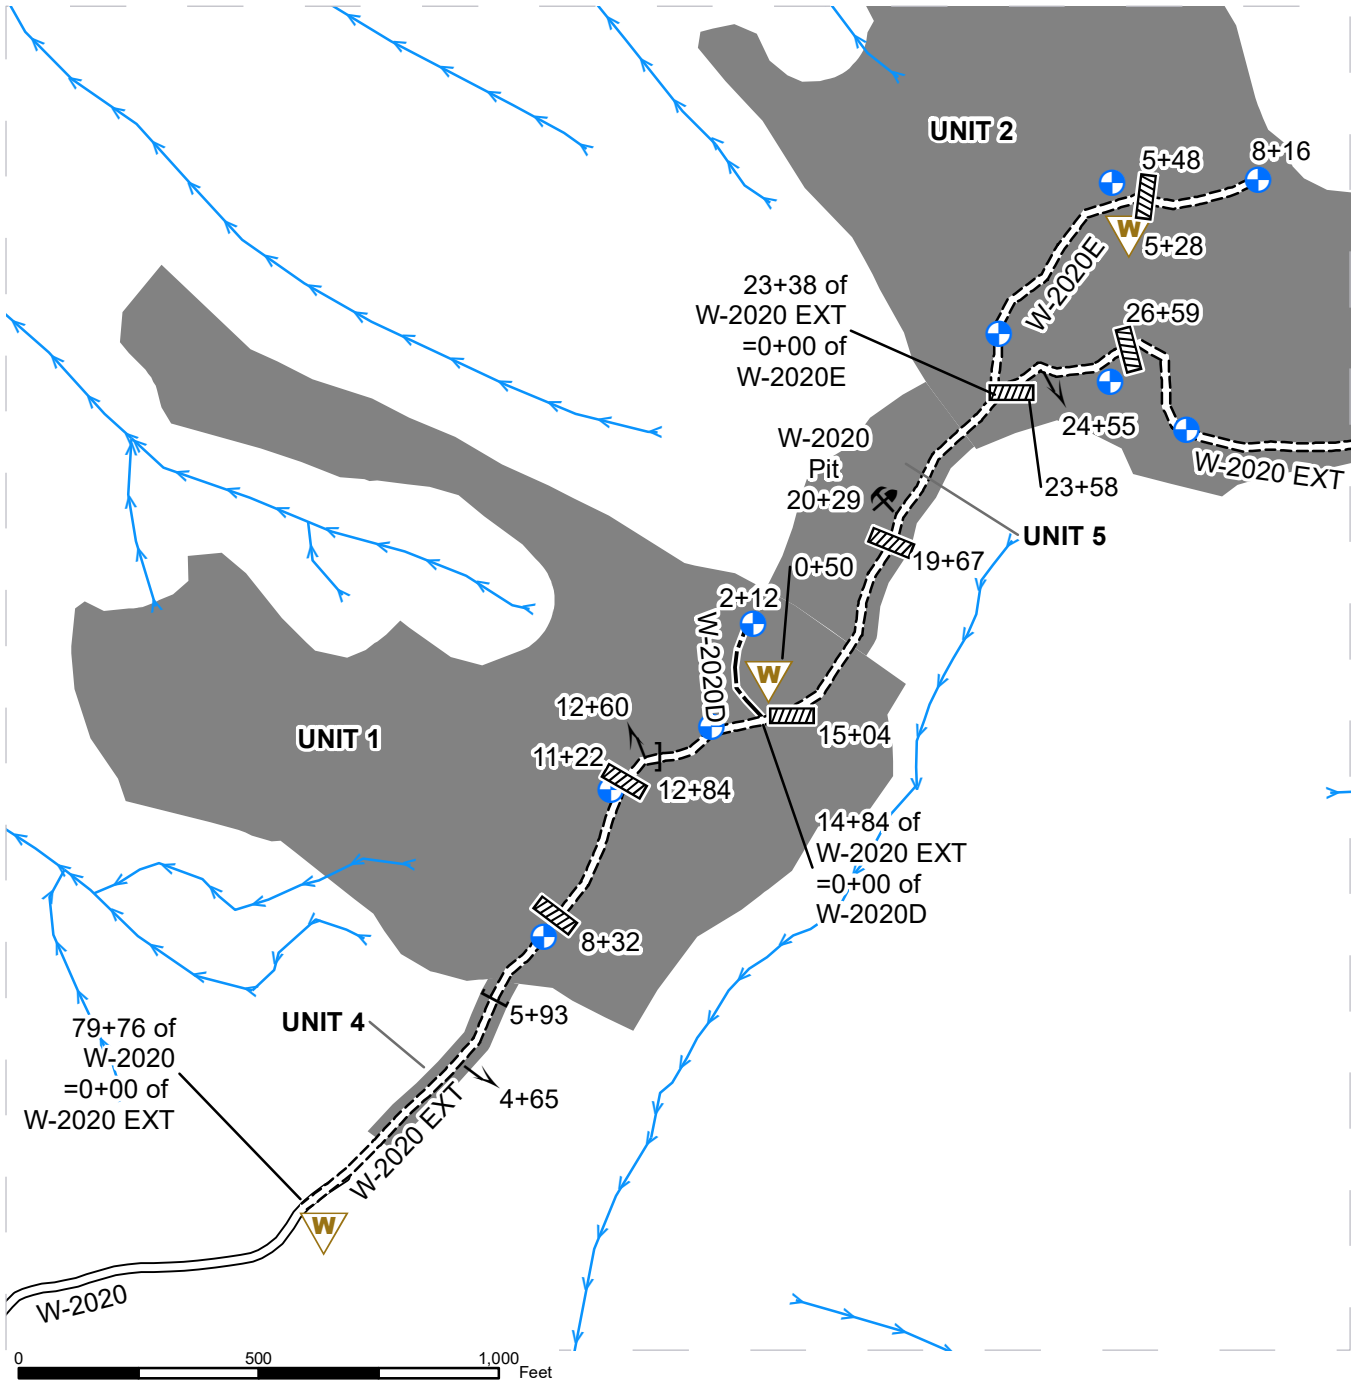 UNIT 2
5+48
8+16
W
5+28
W-2020E
23+38 of
W-2020 EXT
=0+00 of
W-2020E
26+59
24+55
W-2020 EXT
23+58
W-2020
Pit
20+29
UNIT 5
19+67
0+50
2+12
W-2020D
W
12+60
15+04
UNIT 1
11+22
12+84
14+84 of
W-2020 EXT
=0+00 of
W-2020D
8+32
5+93
UNIT 4
79+76 of
W-2020
=0+00 of
W-2020 EXT
4+65
W-2020 EXT
W
W-2020
0 500 1,000
Feet